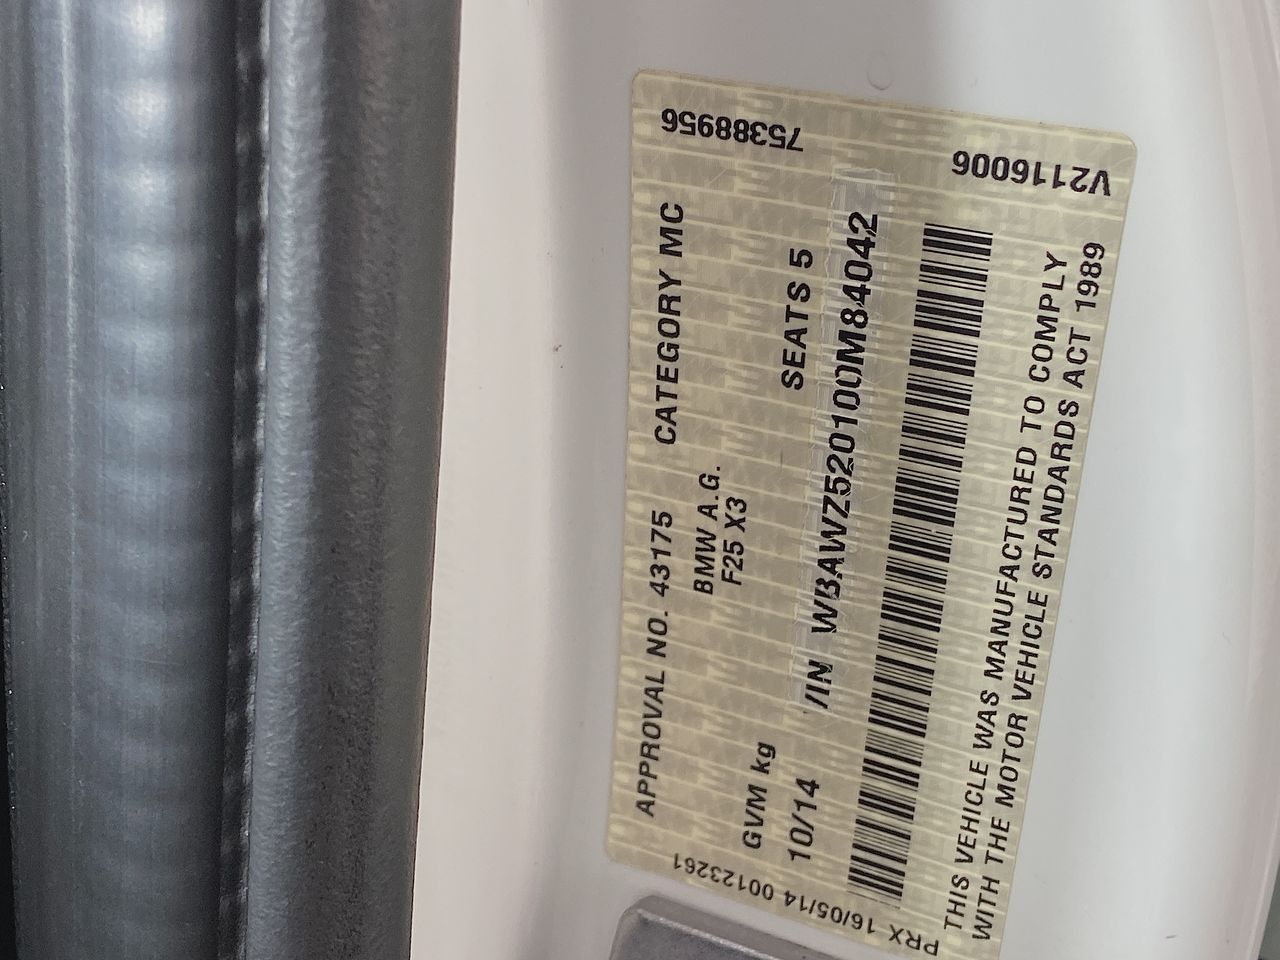 APPROVAL NO. 43175 CATEGORY MC
BMW A.G.
F25 X3
GVM kg
10/14 SEATS 5
VIN WBAWZ520100M84042
THIS VEHICLE WAS MANUFACTURED TO COMPLY
WITH THE MOTOR VEHICLE STANDARDS ACT 1989
75388956
V2116006
PRX 16/05/14 00123261